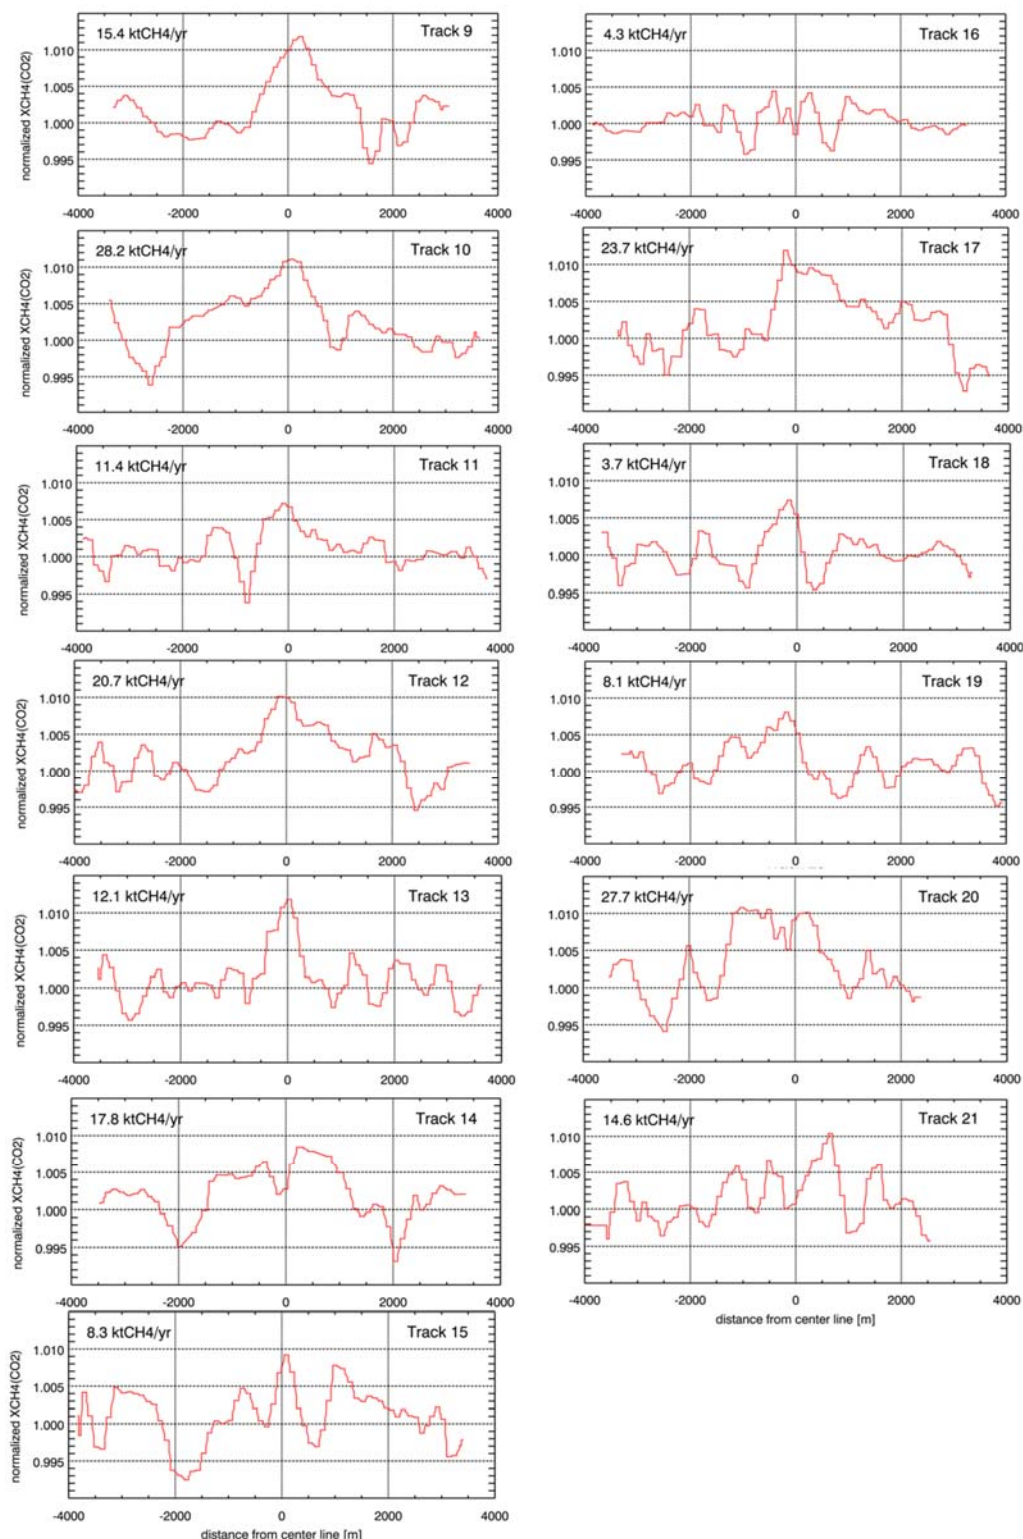 15.4 ktCH4/yr Track 9
normalized XCH4(CO2)
1.010
1.005
1.000
0.995
-4000 -2000 0 2000 4000
28.2 ktCH4/yr Track 10
normalized XCH4(CO2)
1.010
1.005
1.000
0.995
-4000 -2000 0 2000 4000
11.4 ktCH4/yr Track 11
normalized XCH4(CO2)
1.010
1.005
1.000
0.995
-4000 -2000 0 2000 4000
20.7 ktCH4/yr Track 12
normalized XCH4(CO2)
1.010
1.005
1.000
0.995
-4000 -2000 0 2000 4000
12.1 ktCH4/yr Track 13
normalized XCH4(CO2)
1.010
1.005
1.000
0.995
-4000 -2000 0 2000 4000
17.8 ktCH4/yr Track 14
normalized XCH4(CO2)
1.010
1.005
1.000
0.995
-4000 -2000 0 2000 4000
8.3 ktCH4/yr Track 15
normalized XCH4(CO2)
1.010
1.005
1.000
0.995
-4000 -2000 0 2000 4000
distance from center line [m]
4.3 ktCH4/yr Track 16
1.010
1.005
1.000
0.995
-4000 -2000 0 2000 4000
23.7 ktCH4/yr Track 17
1.010
1.005
1.000
0.995
-4000 -2000 0 2000 4000
3.7 ktCH4/yr Track 18
1.010
1.005
1.000
0.995
-4000 -2000 0 2000 4000
8.1 ktCH4/yr Track 19
1.010
1.005
1.000
0.995
-4000 -2000 0 2000 4000
27.7 ktCH4/yr Track 20
1.010
1.005
1.000
0.995
-4000 -2000 0 2000 4000
14.6 ktCH4/yr Track 21
1.010
1.005
1.000
0.995
-4000 -2000 0 2000 4000
distance from center line [m]